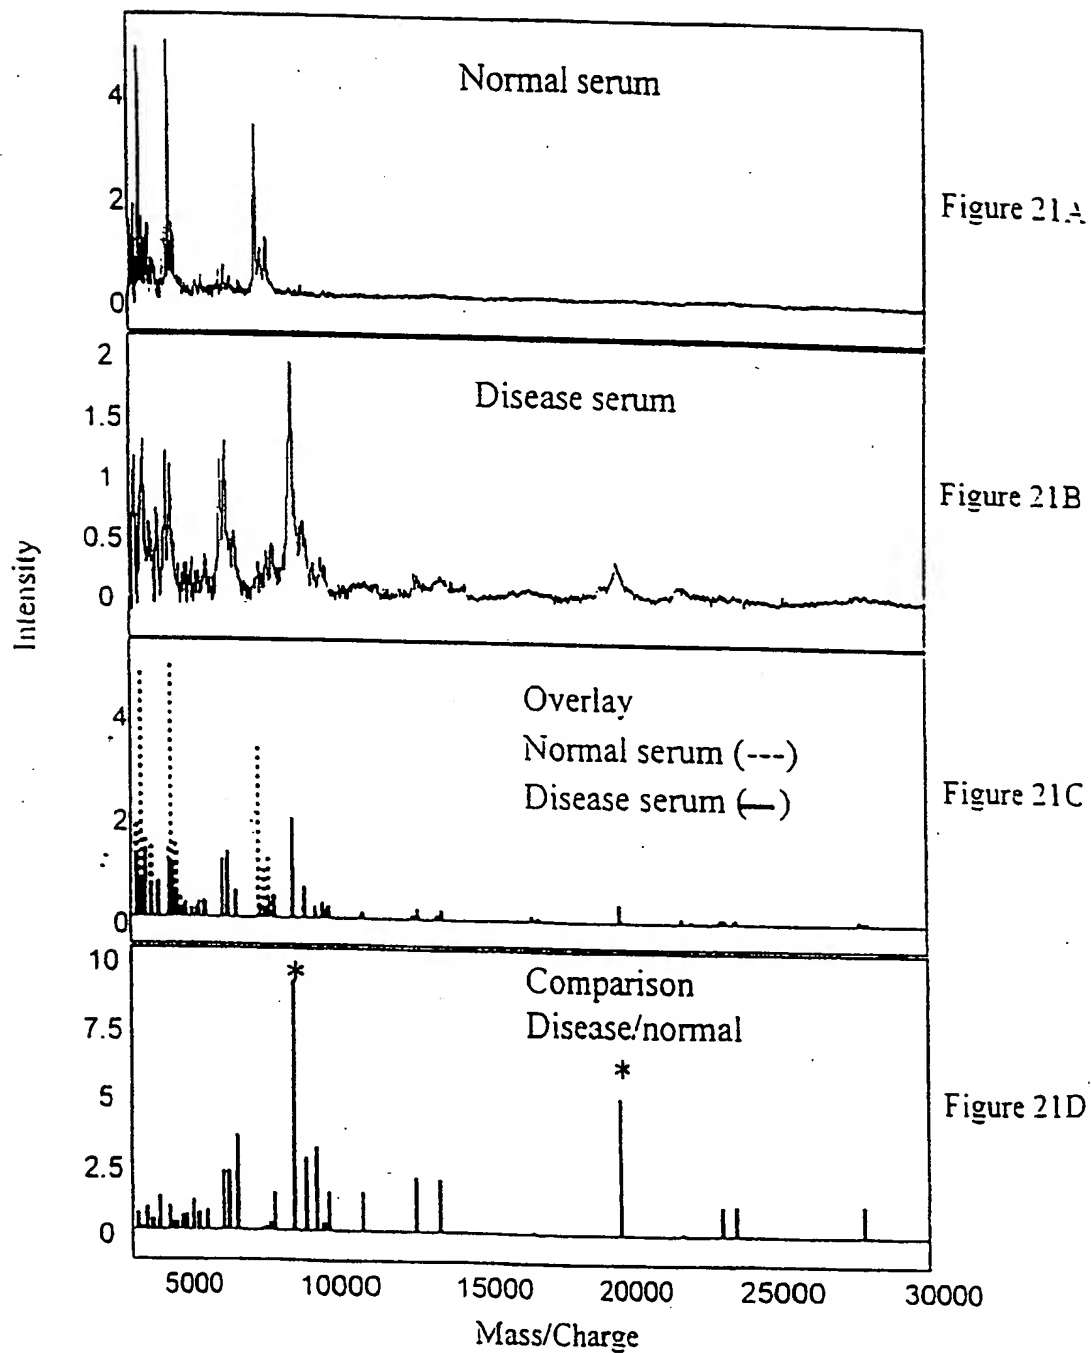 4
2
0
Normal serum
Figure 21A
2
1.5
1
0.5
0
Disease serum
Figure 21B
Intensity
4
2
0
Overlay
Normal serum (---)
Disease serum (—)
Figure 21C
10
7.5
5
2.5
0
*
Comparison
Disease/normal
*
Figure 21D
5000 10000 15000 20000 25000 30000
Mass/Charge